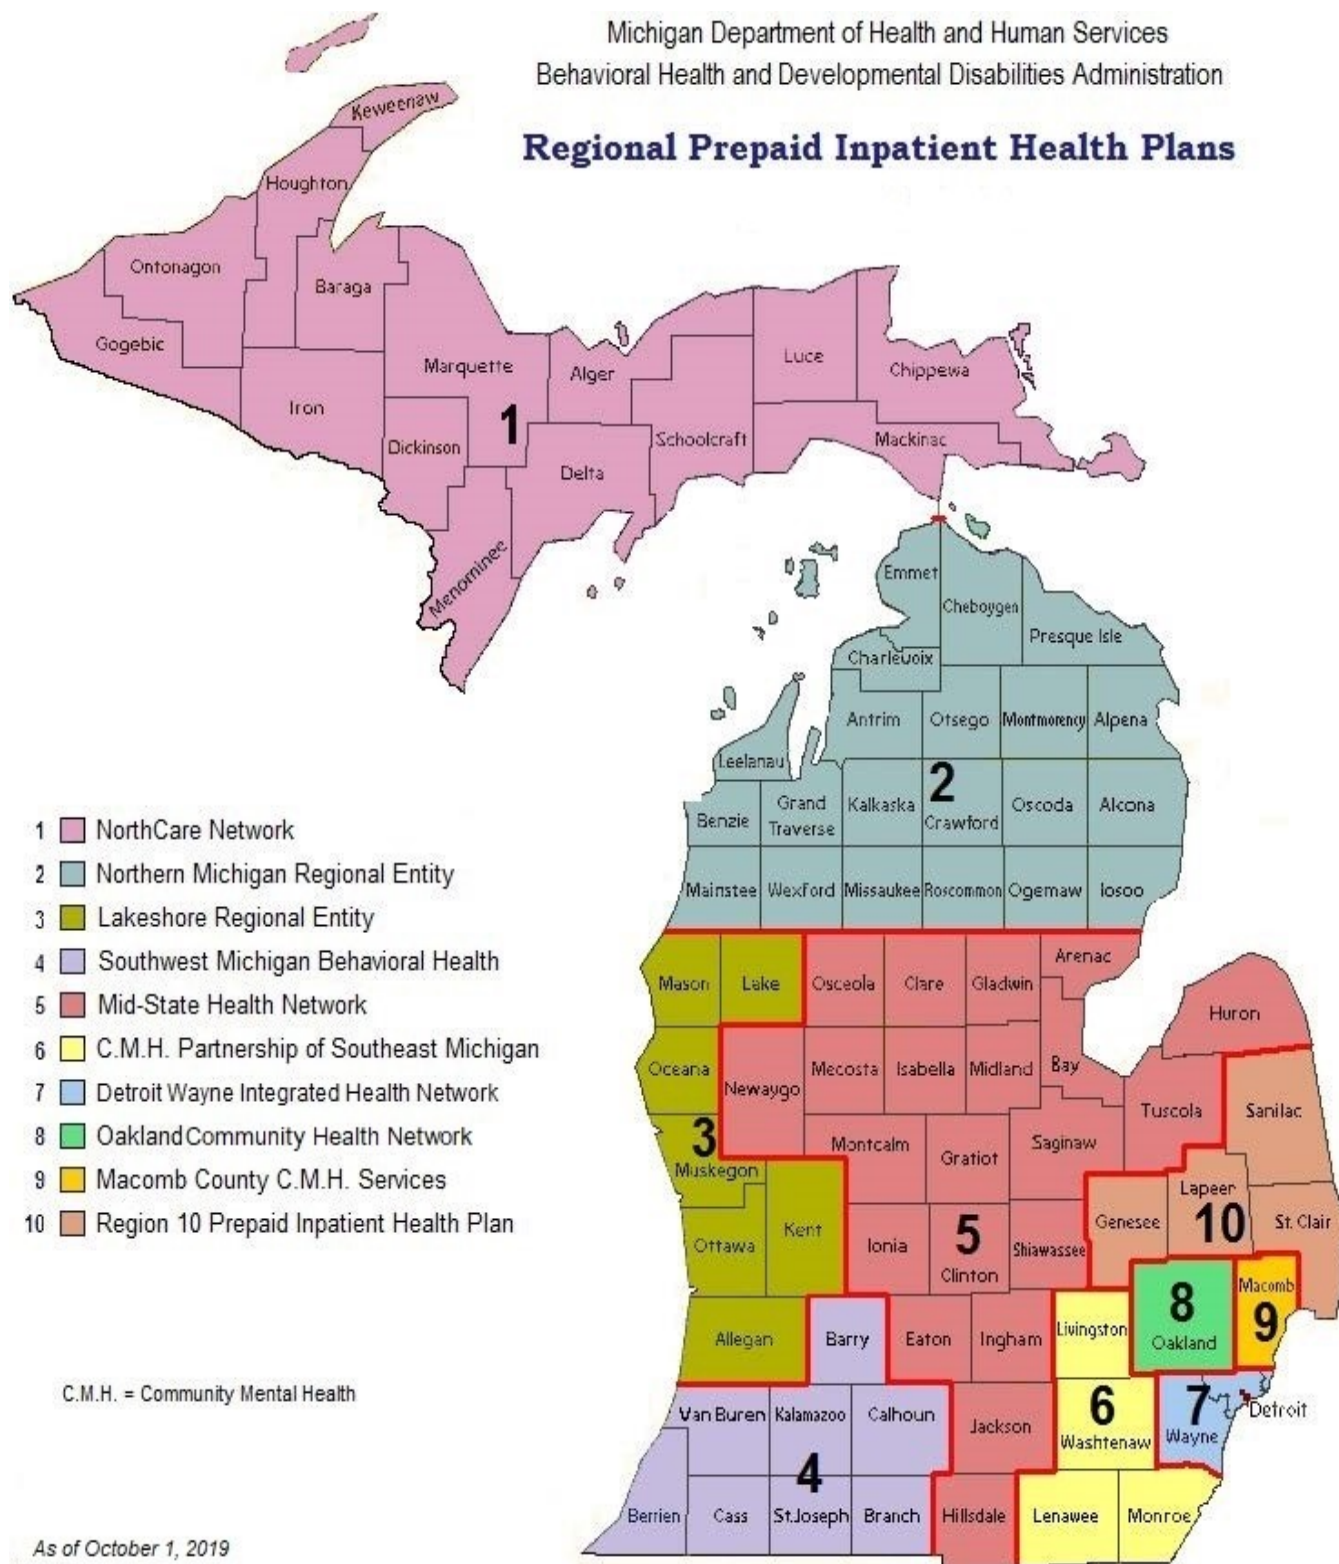 Michigan Department of Health and Human Services
Behavioral Health and Developmental Disabilities Administration
Regional Prepaid Inpatient Health Plans
Keweenaw
Houghton
Ontonagon
Baraga
Gogebic
Marquette
Alger
Luce
Chippewa
Iron
1
Dickinson
Schoolcraft
Mackinac
Delta
Menominee
Emmet
Cheboygen
Presque Isle
Charlevoix
Antrim
Otsego
Montmorency
Alpena
Leelanau
2
Benzie
Grand
Traverse
Kalkaska
Crawford
Oscoda
Alcona
Mainstee
Wexford
Missaukee
Roscommon
Ogemaw
Iosoo
1 NorthCare Network
2 Northern Michigan Regional Entity
3 Lakeshore Regional Entity
4 Southwest Michigan Behavioral Health
5 Mid-State Health Network
6 C.M.H. Partnership of Southeast Michigan
7 Detroit Wayne Integrated Health Network
8 Oakland Community Health Network
9 Macomb County C.M.H. Services
10 Region 10 Prepaid Inpatient Health Plan
Mason
Lake
Osceola
Clare
Gladwin
Arenac
Huron
Oceana
Newaygo
Mecosta
Isabella
Midland
Bay
Tuscola
Sanilac
3
Muskegon
Montcalm
Gratiot
Saginaw
Lapeer
10
Genesee
St. Clair
Ottawa
Kent
Ionia
5
Clinton
Shiawassee
Macomb
9
8
Oakland
Livingston
Allegan
Barry
Eaton
Ingham
C.M.H. = Community Mental Health
Van Buren
Kalamazoo
Calhoun
Jackson
6
Washtenaw
7
Wayne
Detroit
4
Berrien
Cass
St.Joseph
Branch
Hillsdale
Lenawee
Monroe
As of October 1, 2019